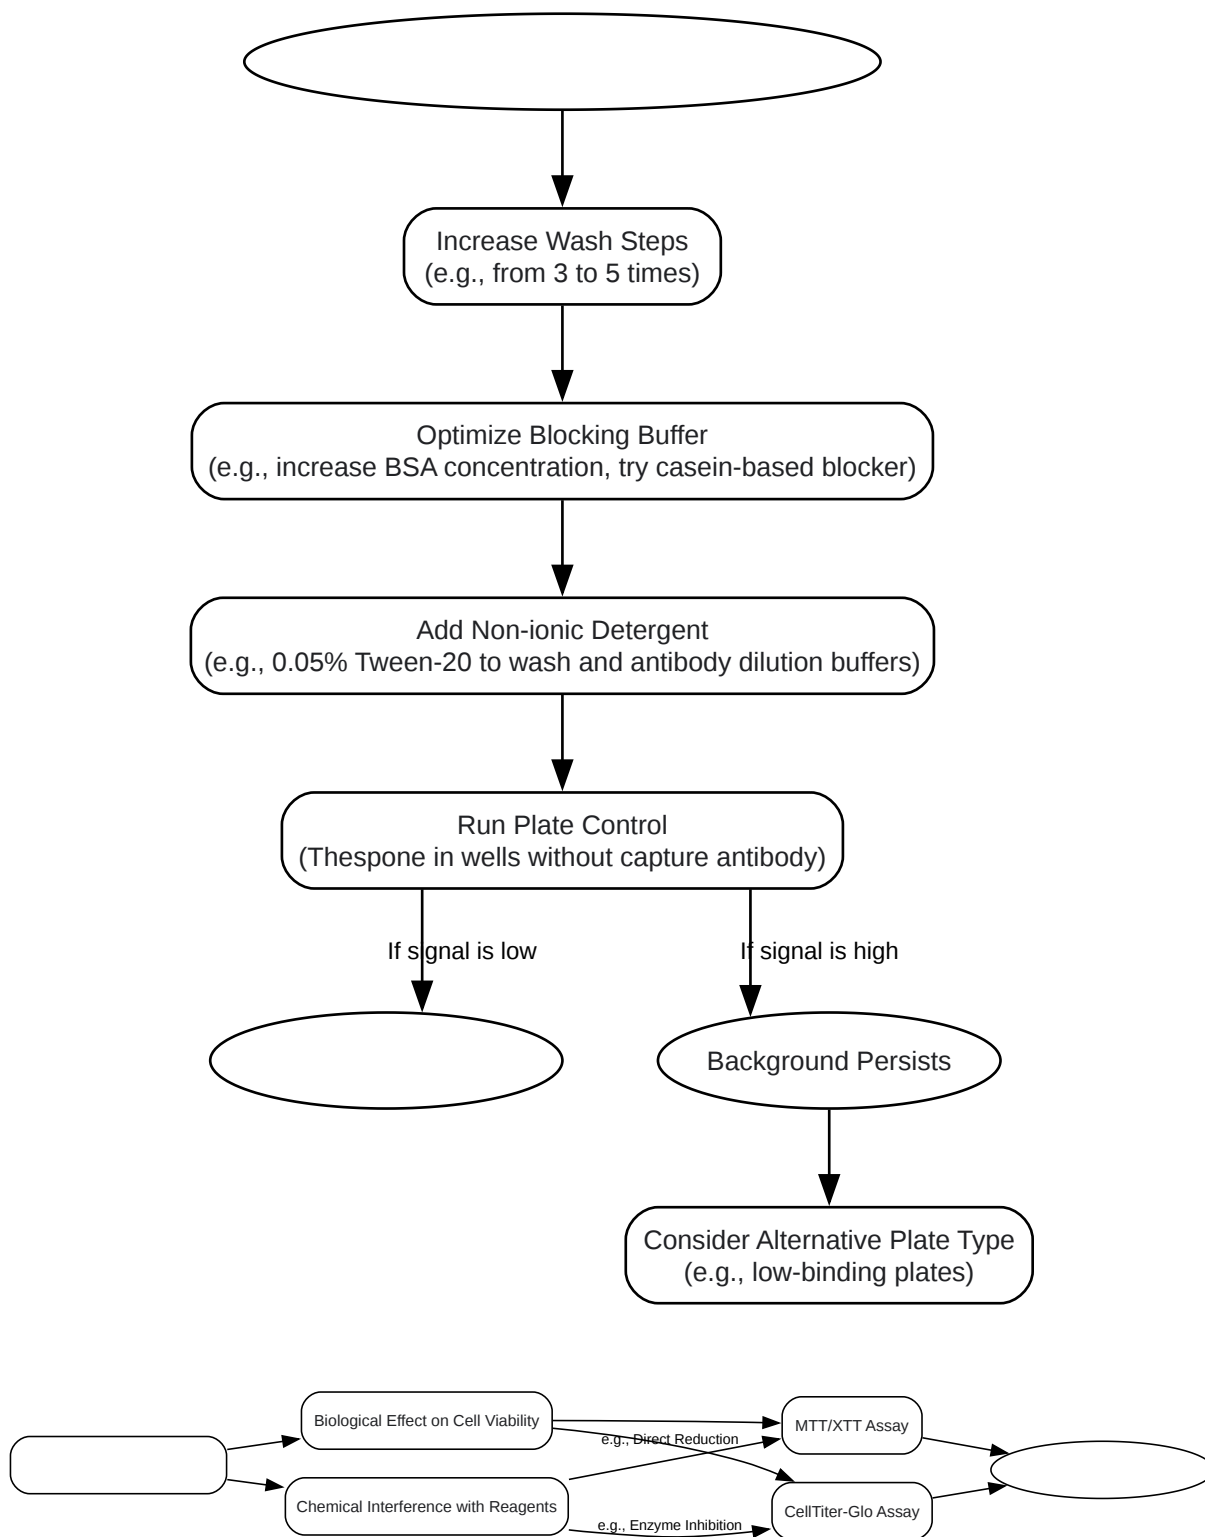 Increase Wash Steps
(e.g., from 3 to 5 times)
Optimize Blocking Buffer
(e.g., increase BSA concentration, try casein-based blocker)
Add Non-ionic Detergent
(e.g., 0.05% Tween-20 to wash and antibody dilution buffers)
Run Plate Control
(Thespone in wells without capture antibody)
If signal is low
If signal is high
Background Persists
Consider Alternative Plate Type
(e.g., low-binding plates)
Biological Effect on Cell Viability
MTT/XTT Assay
e.g., Direct Reduction
Chemical Interference with Reagents
CellTiter-Glo Assay
e.g., Enzyme Inhibition